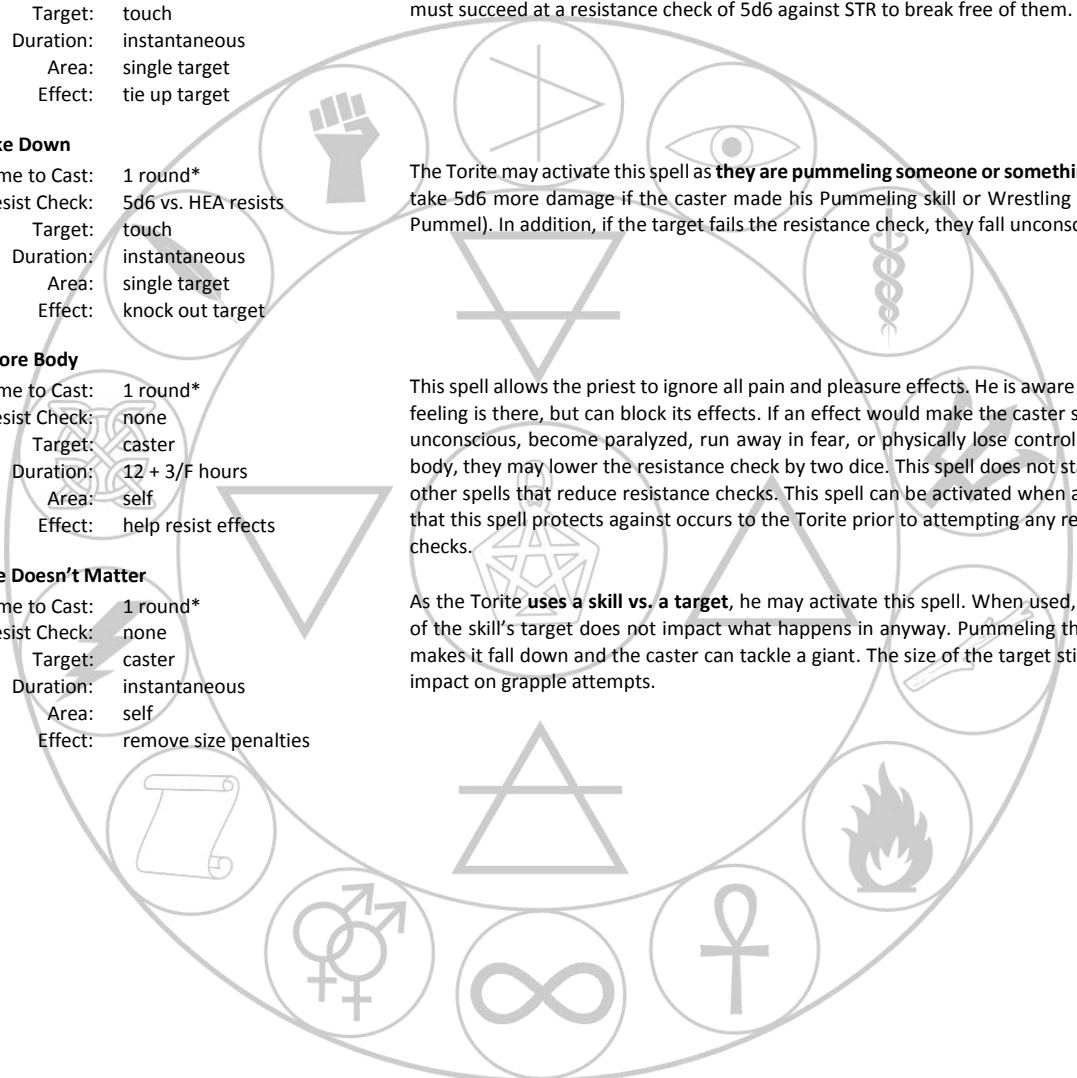 Target: touch
Duration: instantaneous
Area: single target
Effect: tie up target
must succeed at a resistance check of 5d6 against STR to break free of them.
ke Down
me to Cast: 1 round*
esist Check: 5d6 vs. HEA resists
Target: touch
Duration: instantaneous
Area: single target
Effect: knock out target
The Torite may activate this spell as they are pummeling someone or somethi
take 5d6 more damage if the caster made his Pummeling skill or Wrestling
Pummel). In addition, if the target fails the resistance check, they fall unconsc
ore Body
me to Cast: 1 round*
esist Check: none
Target: caster
Duration: 12 + 3/F hours
Area: self
Effect: help resist effects
This spell allows the priest to ignore all pain and pleasure effects. He is aware
feeling is there, but can block its effects. If an effect would make the caster s
unconscious, become paralyzed, run away in fear, or physically lose control
body, they may lower the resistance check by two dice. This spell does not sta
other spells that reduce resistance checks. This spell can be activated when a
that this spell protects against occurs to the Torite prior to attempting any re
checks.
e Doesn't Matter
me to Cast: 1 round*
esist Check: none
Target: caster
Duration: instantaneous
Area: self
Effect: remove size penalties
As the Torite uses a skill vs. a target, he may activate this spell. When used,
of the skill's target does not impact what happens in anyway. Pummeling th
makes it fall down and the caster can tackle a giant. The size of the target sti
impact on grapple attempts.